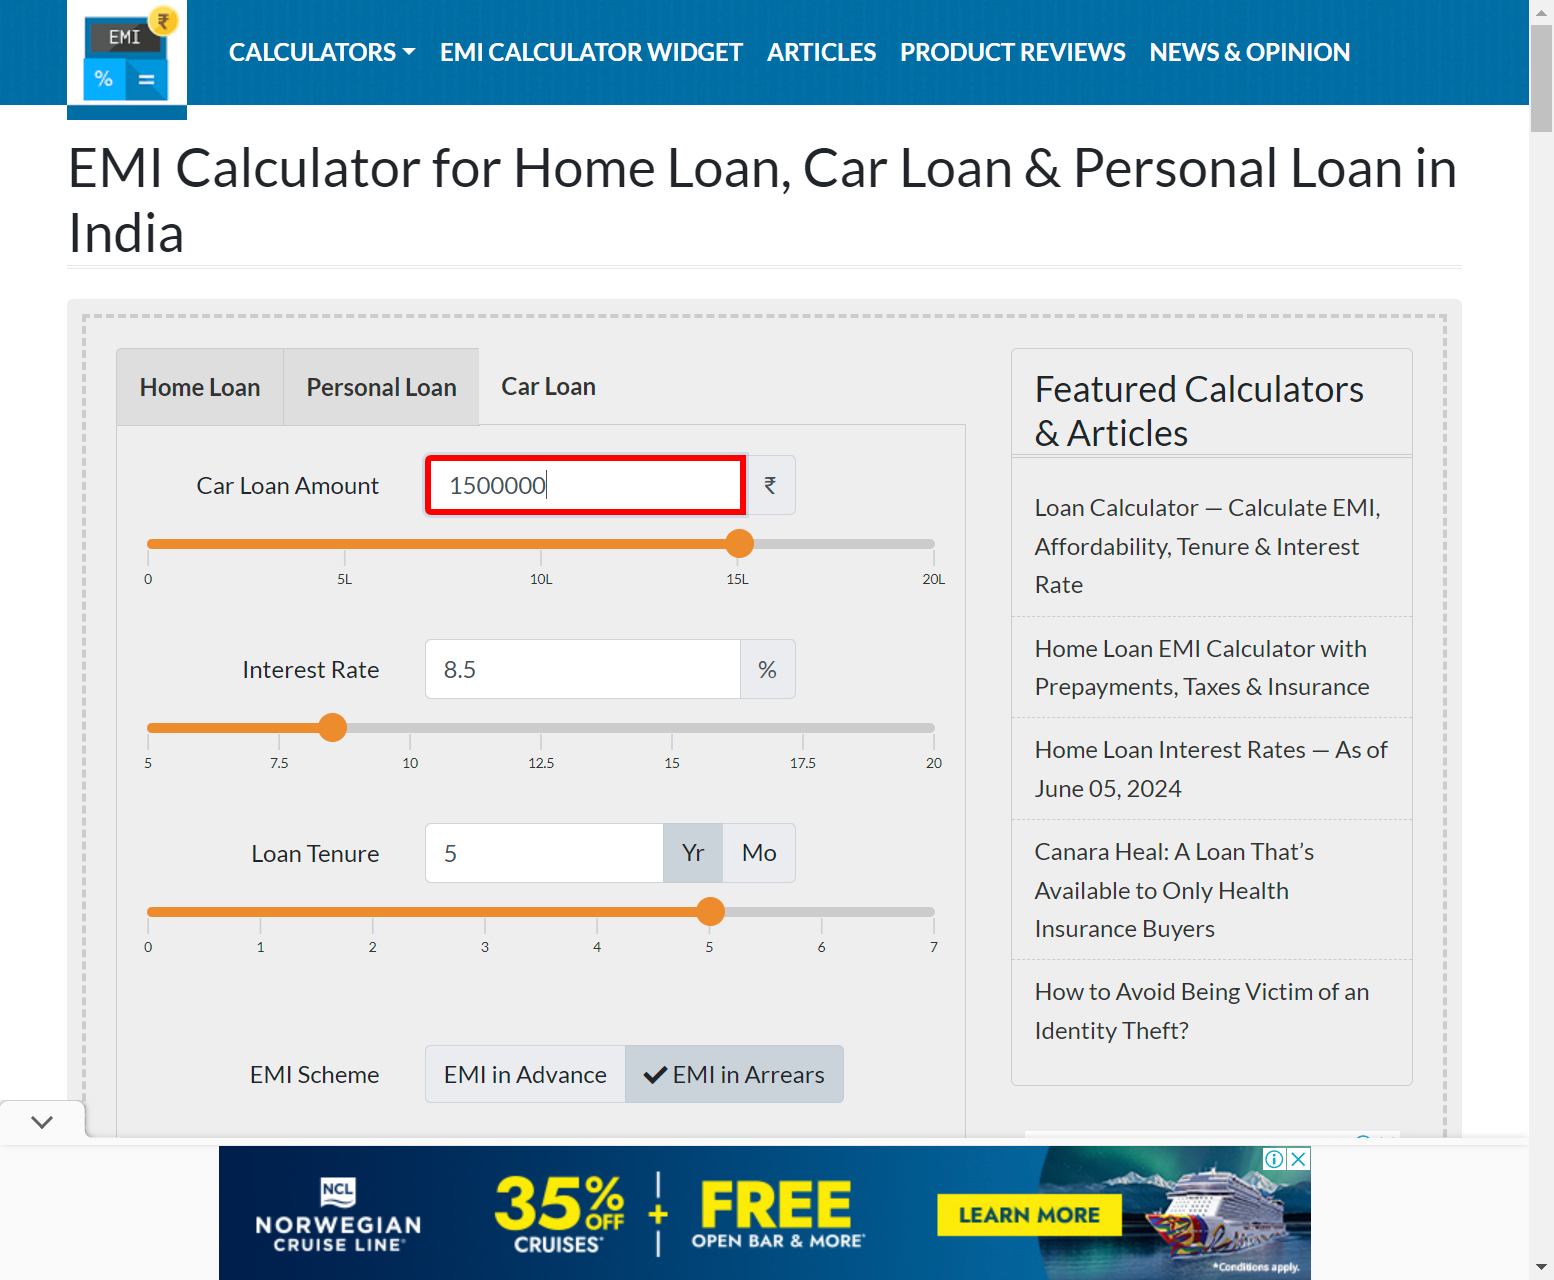 EMI
₹
%
=
CALCULATORS
EMI CALCULATOR WIDGET
ARTICLES
PRODUCT REVIEWS
NEWS & OPINION
EMI Calculator for Home Loan, Car Loan & Personal Loan in
India
Home Loan
Personal Loan
Car Loan
Car Loan Amount
1500000
₹
0
5L
10L
15L
20L
Interest Rate
8.5
%
5
7.5
10
12.5
15
17.5
20
Loan Tenure
5
Yr
Mo
0
1
2
3
4
5
6
7
EMI Scheme
EMI in Advance
EMI in Arrears
Featured Calculators
& Articles
Loan Calculator — Calculate EMI,
Affordability, Tenure & Interest
Rate
Home Loan EMI Calculator with
Prepayments, Taxes & Insurance
Home Loan Interest Rates — As of
June 05, 2024
Canara Heal: A Loan That’s
Available to Only Health
Insurance Buyers
How to Avoid Being Victim of an
Identity Theft?
NCL
NORWEGIAN
CRUISE LINE®
35% OFF
CRUISES*
+
FREE
OPEN BAR & MORE*
LEARN MORE
*Conditions apply.